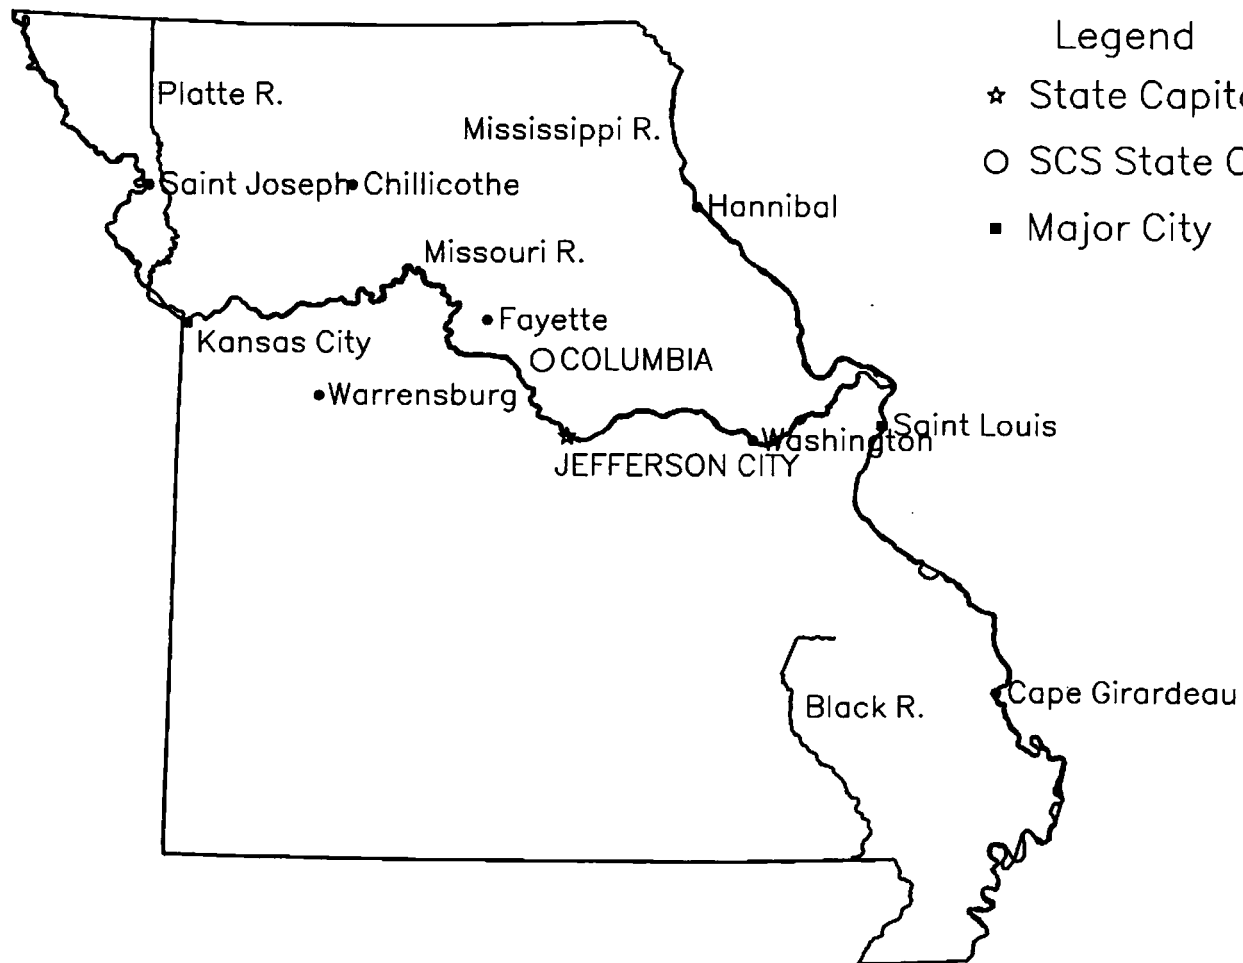 Legend
State Capito
SCS State O
Major City
Platte R.
Mississippi R.
Saint Joseph
Chillicothe
Hannibal
Missouri R.
Fayette
Kansas City
COLUMBIA
Warrensburg
Saint Louis
Washington
JEFFERSON CITY
Cape Girardeau
Black R.